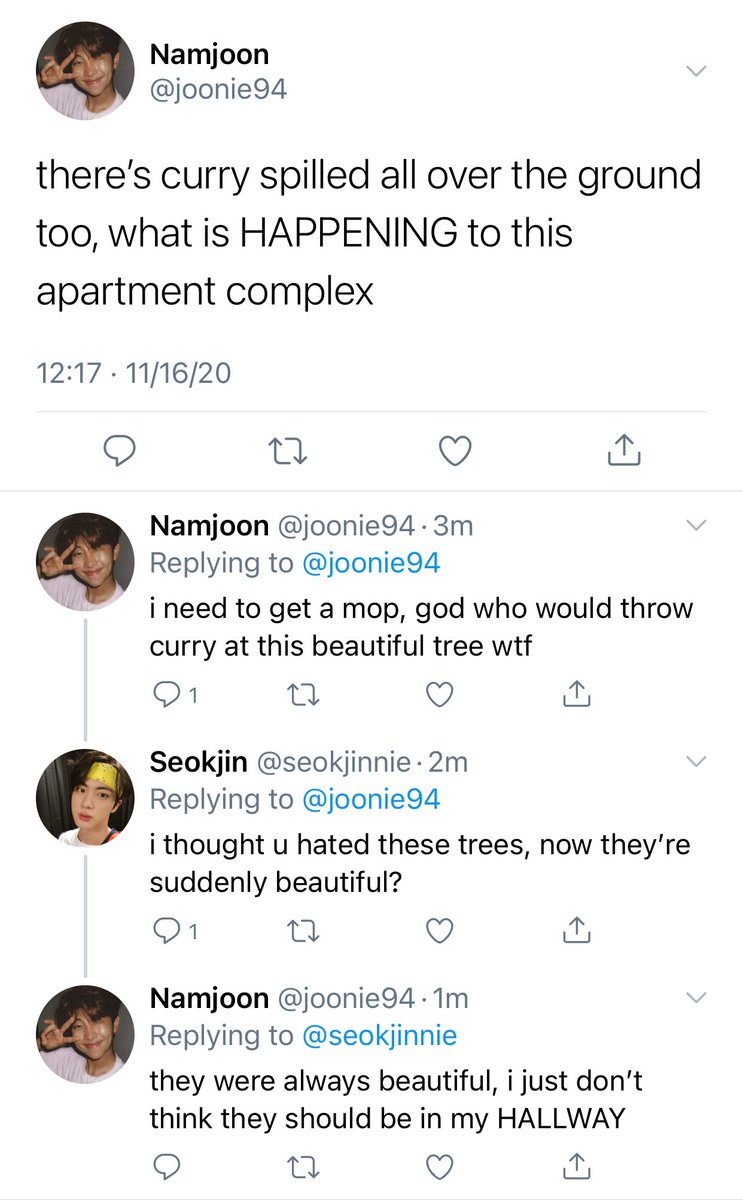 Namjoon
@joonie94
there's curry spilled all over the ground
too, what is HAPPENING to this
apartment complex
12:17 · 11/16/20
Namjoon @joonie94 · 3m
Replying to @joonie94
i need to get a mop, god who would throw
curry at this beautiful tree wtf
1
Seokjin @seokjinnie · 2m
Replying to @joonie94
i thought u hated these trees, now they're
suddenly beautiful?
1
Namjoon @joonie94 · 1m
Replying to @seokjinnie
they were always beautiful, i just don't
think they should be in my HALLWAY